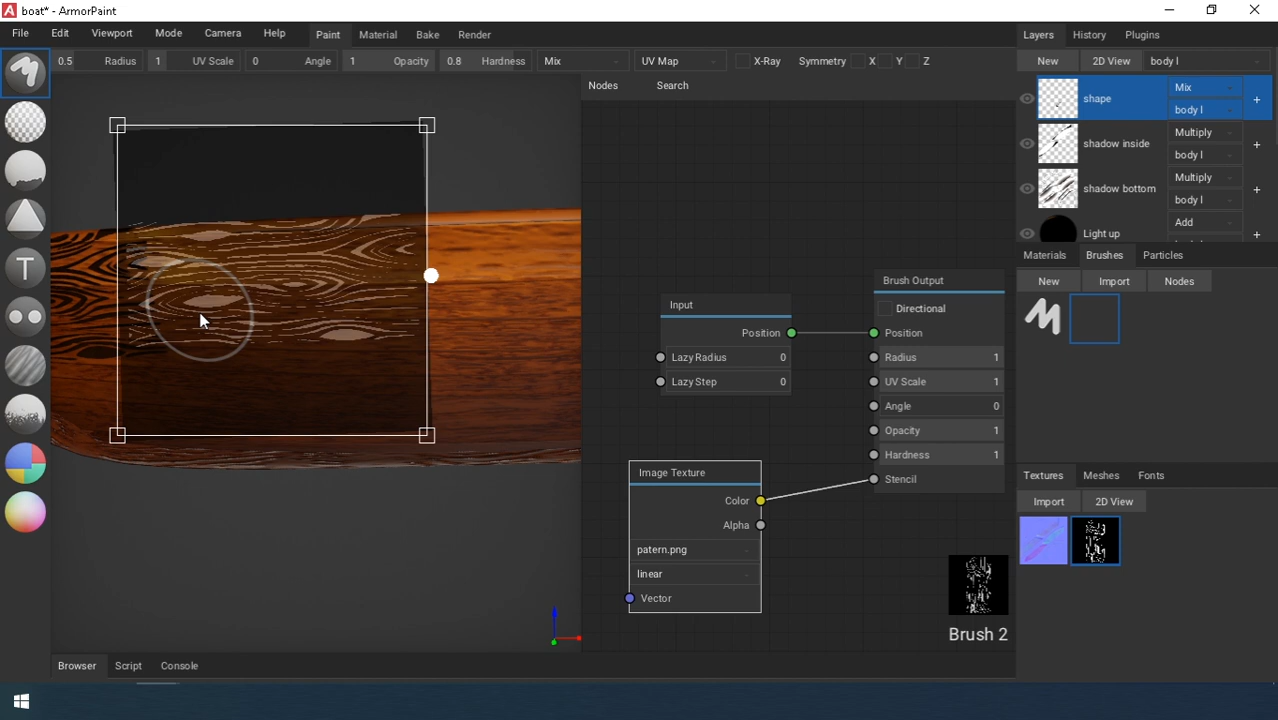 boat* - ArmorPaint
File Edit Viewport Mode Camera Help Paint Material Bake Render
Layers History Plugins
0.5 Radius 1 UV Scale 0 Angle 1 Opacity 0.8 Hardness Mix UV Map X-Ray Symmetry X Y Z
New 2D View body l
Nodes Search
shape Mix
body l
shadow inside Multiply
body l
shadow bottom Multiply
body l
Light up Add
Materials Brushes Particles
New Import Nodes
Input
Position
Lazy Radius 0
Lazy Step 0
Brush Output
Directional
Position
Radius 1
UV Scale 1
Angle 0
Opacity 1
Hardness 1
Stencil
Image Texture
Color
Alpha
patern.png
linear
Vector
Textures Meshes Fonts
Import 2D View
Brush 2
T
Browser Script Console